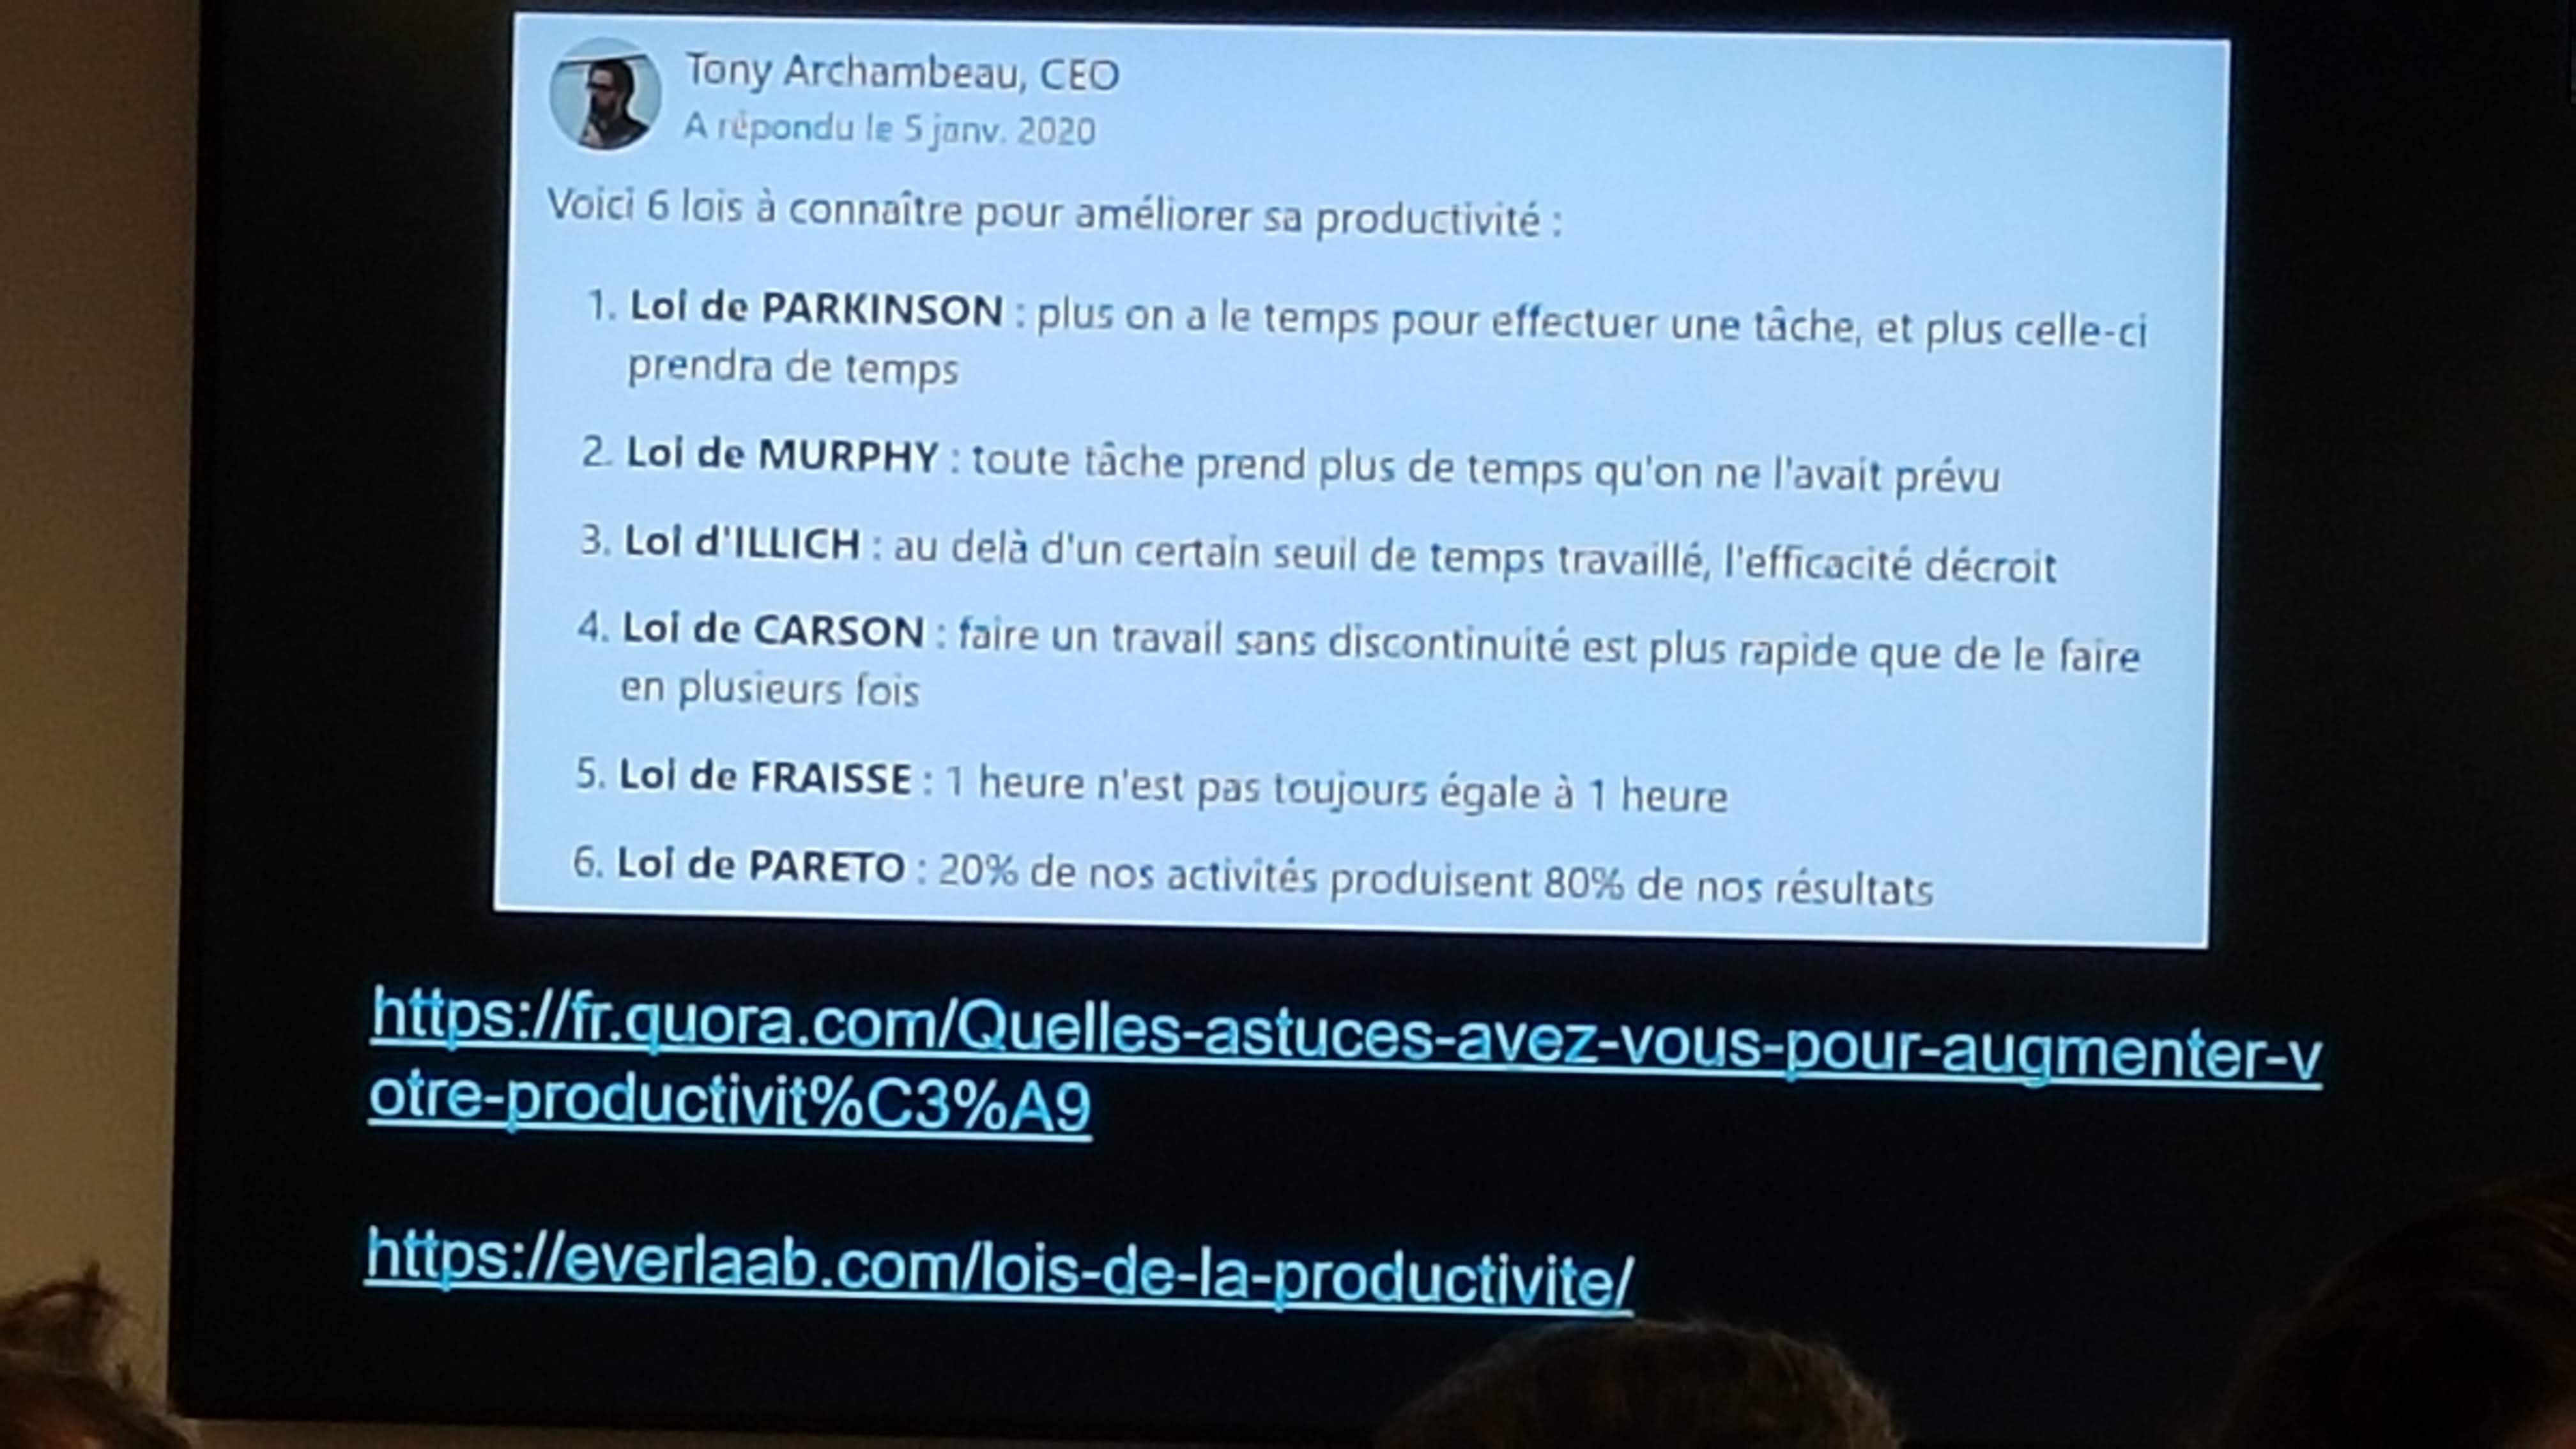 Tony Archambeau, CEO
A répondu le 5 janv. 2020
Voici 6 lois à connaître pour améliorer sa productivité :
1. Loi de PARKINSON : plus on a le temps pour effectuer une tâche, et plus celle-ci
prendra de temps
2. Loi de MURPHY : toute tâche prend plus de temps qu'on ne l'avait prévu
3. Loi d'ILLICH : au delà d'un certain seuil de temps travaillé, l'efficacité décroit
4. Loi de CARSON : faire un travail sans discontinuité est plus rapide que de le faire
en plusieurs fois
5. Loi de FRAISSE : 1 heure n'est pas toujours égale à 1 heure
6. Loi de PARETO : 20% de nos activités produisent 80% de nos résultats
https://fr.quora.com/Quelles-astuces-avez-vous-pour-augmenter-v
otre-productivit%C3%A9
https://everlaab.com/lois-de-la-productivite/